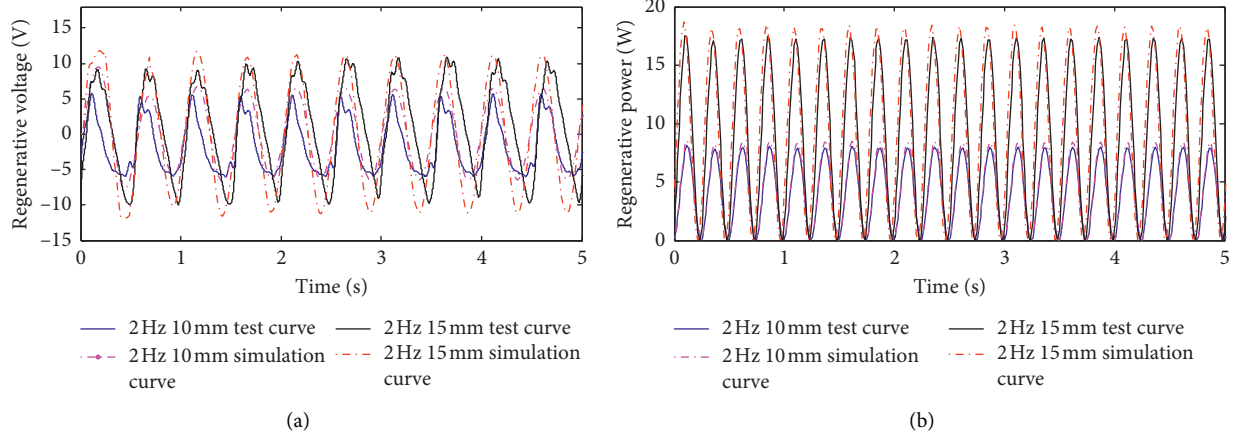 Regenerative voltage (V)
15
10
5
0
−5
−10
−15
0
1
2
3
4
5
Time (s)
2 Hz 10 mm test curve
2 Hz 10 mm simulation
curve
2 Hz 15 mm test curve
2 Hz 15 mm simulation
curve
(a)
Regenerative power (W)
20
15
10
5
0
0
1
2
3
4
5
Time (s)
2 Hz 10 mm test curve
2 Hz 10 mm simulation
curve
2 Hz 15 mm test curve
2 Hz 15 mm simulation
curve
(b)